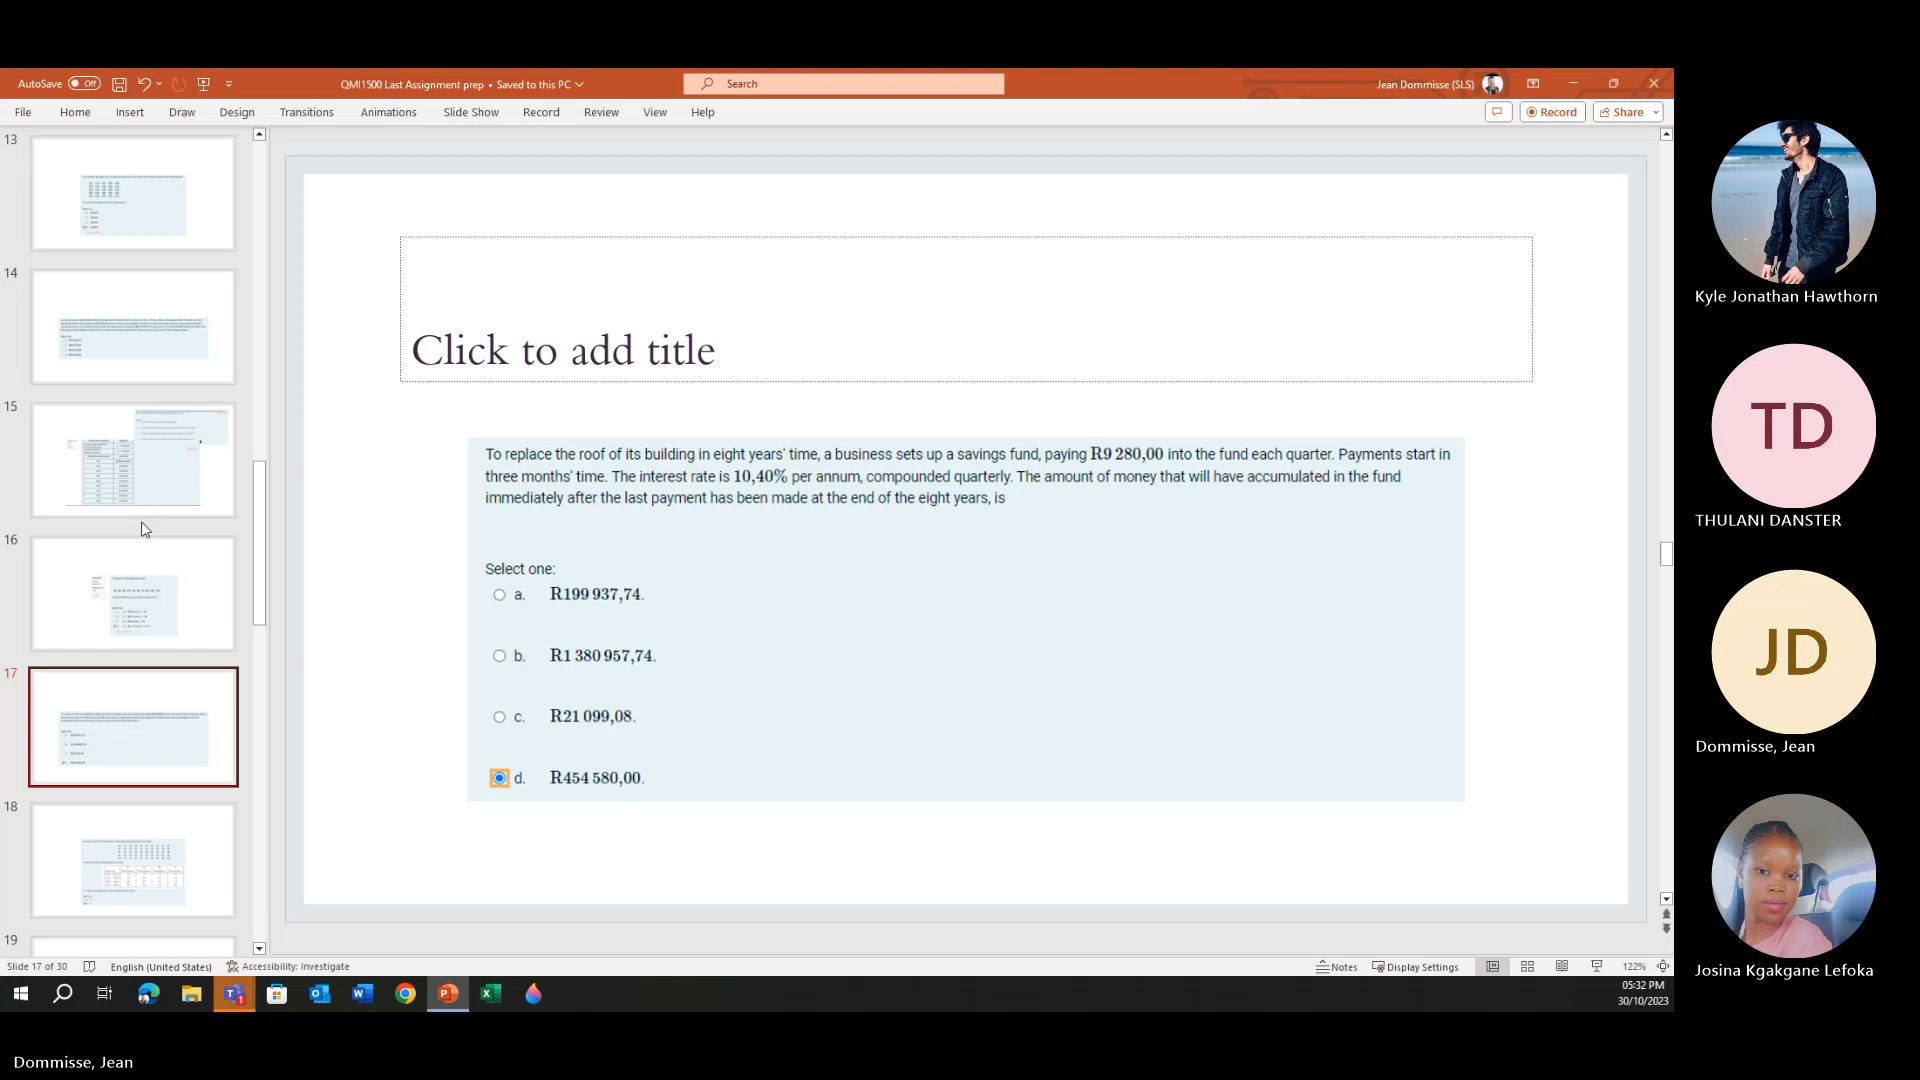 AutoSave Off
QMI1500 Last Assignment prep • Saved to this PC
Search
Jean Dommisse (SLS)
File Home Insert Draw Design Transitions Animations Slide Show Record Review View Help
Record
Share
13
14
15
16
17
18
19
Click to add title
To replace the roof of its building in eight years' time, a business sets up a savings fund, paying R9 280,00 into the fund each quarter. Payments start in
three months' time. The interest rate is 10,40% per annum, compounded quarterly. The amount of money that will have accumulated in the fund
immediately after the last payment has been made at the end of the eight years, is
Select one:
a. R199 937,74.
b. R1 380 957,74.
c. R21 099,08.
d. R454 580,00.
Slide 17 of 30
English (United States)
Accessibility: Investigate
Notes
Display Settings
122%
05:32 PM
30/10/2023
Kyle Jonathan Hawthorn
TD
THULANI DANSTER
JD
Dommisse, Jean
Josina Kgakgane Lefoka
Dommisse, Jean